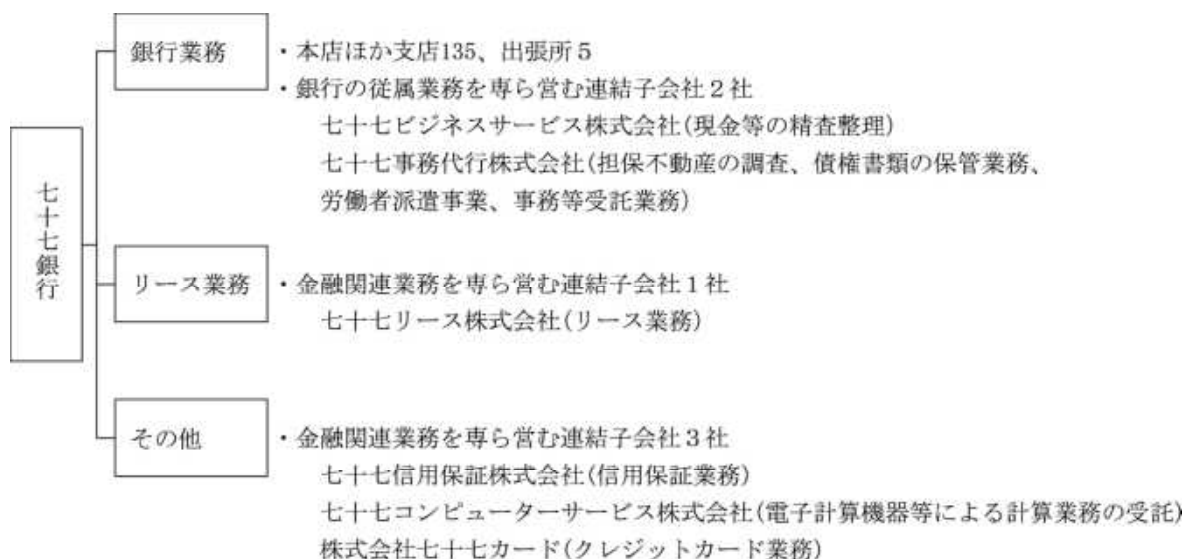 銀行業務
・本店ほか支店135、出張所５
・銀行の従属業務を専ら営む連結子会社２社
七十七ビジネスサービス株式会社(現金等の精査整理)
七十七事務代行株式会社(担保不動産の調査、債権書類の保管業務、
労働者派遣事業、事務等受託業務)
七十七銀行
リース業務
・金融関連業務を専ら営む連結子会社１社
七十七リース株式会社(リース業務)
その他
・金融関連業務を専ら営む連結子会社３社
七十七信用保証株式会社(信用保証業務)
七十七コンピューターサービス株式会社(電子計算機器等による計算業務の受託)
株式会社七十七カード(クレジットカード業務)